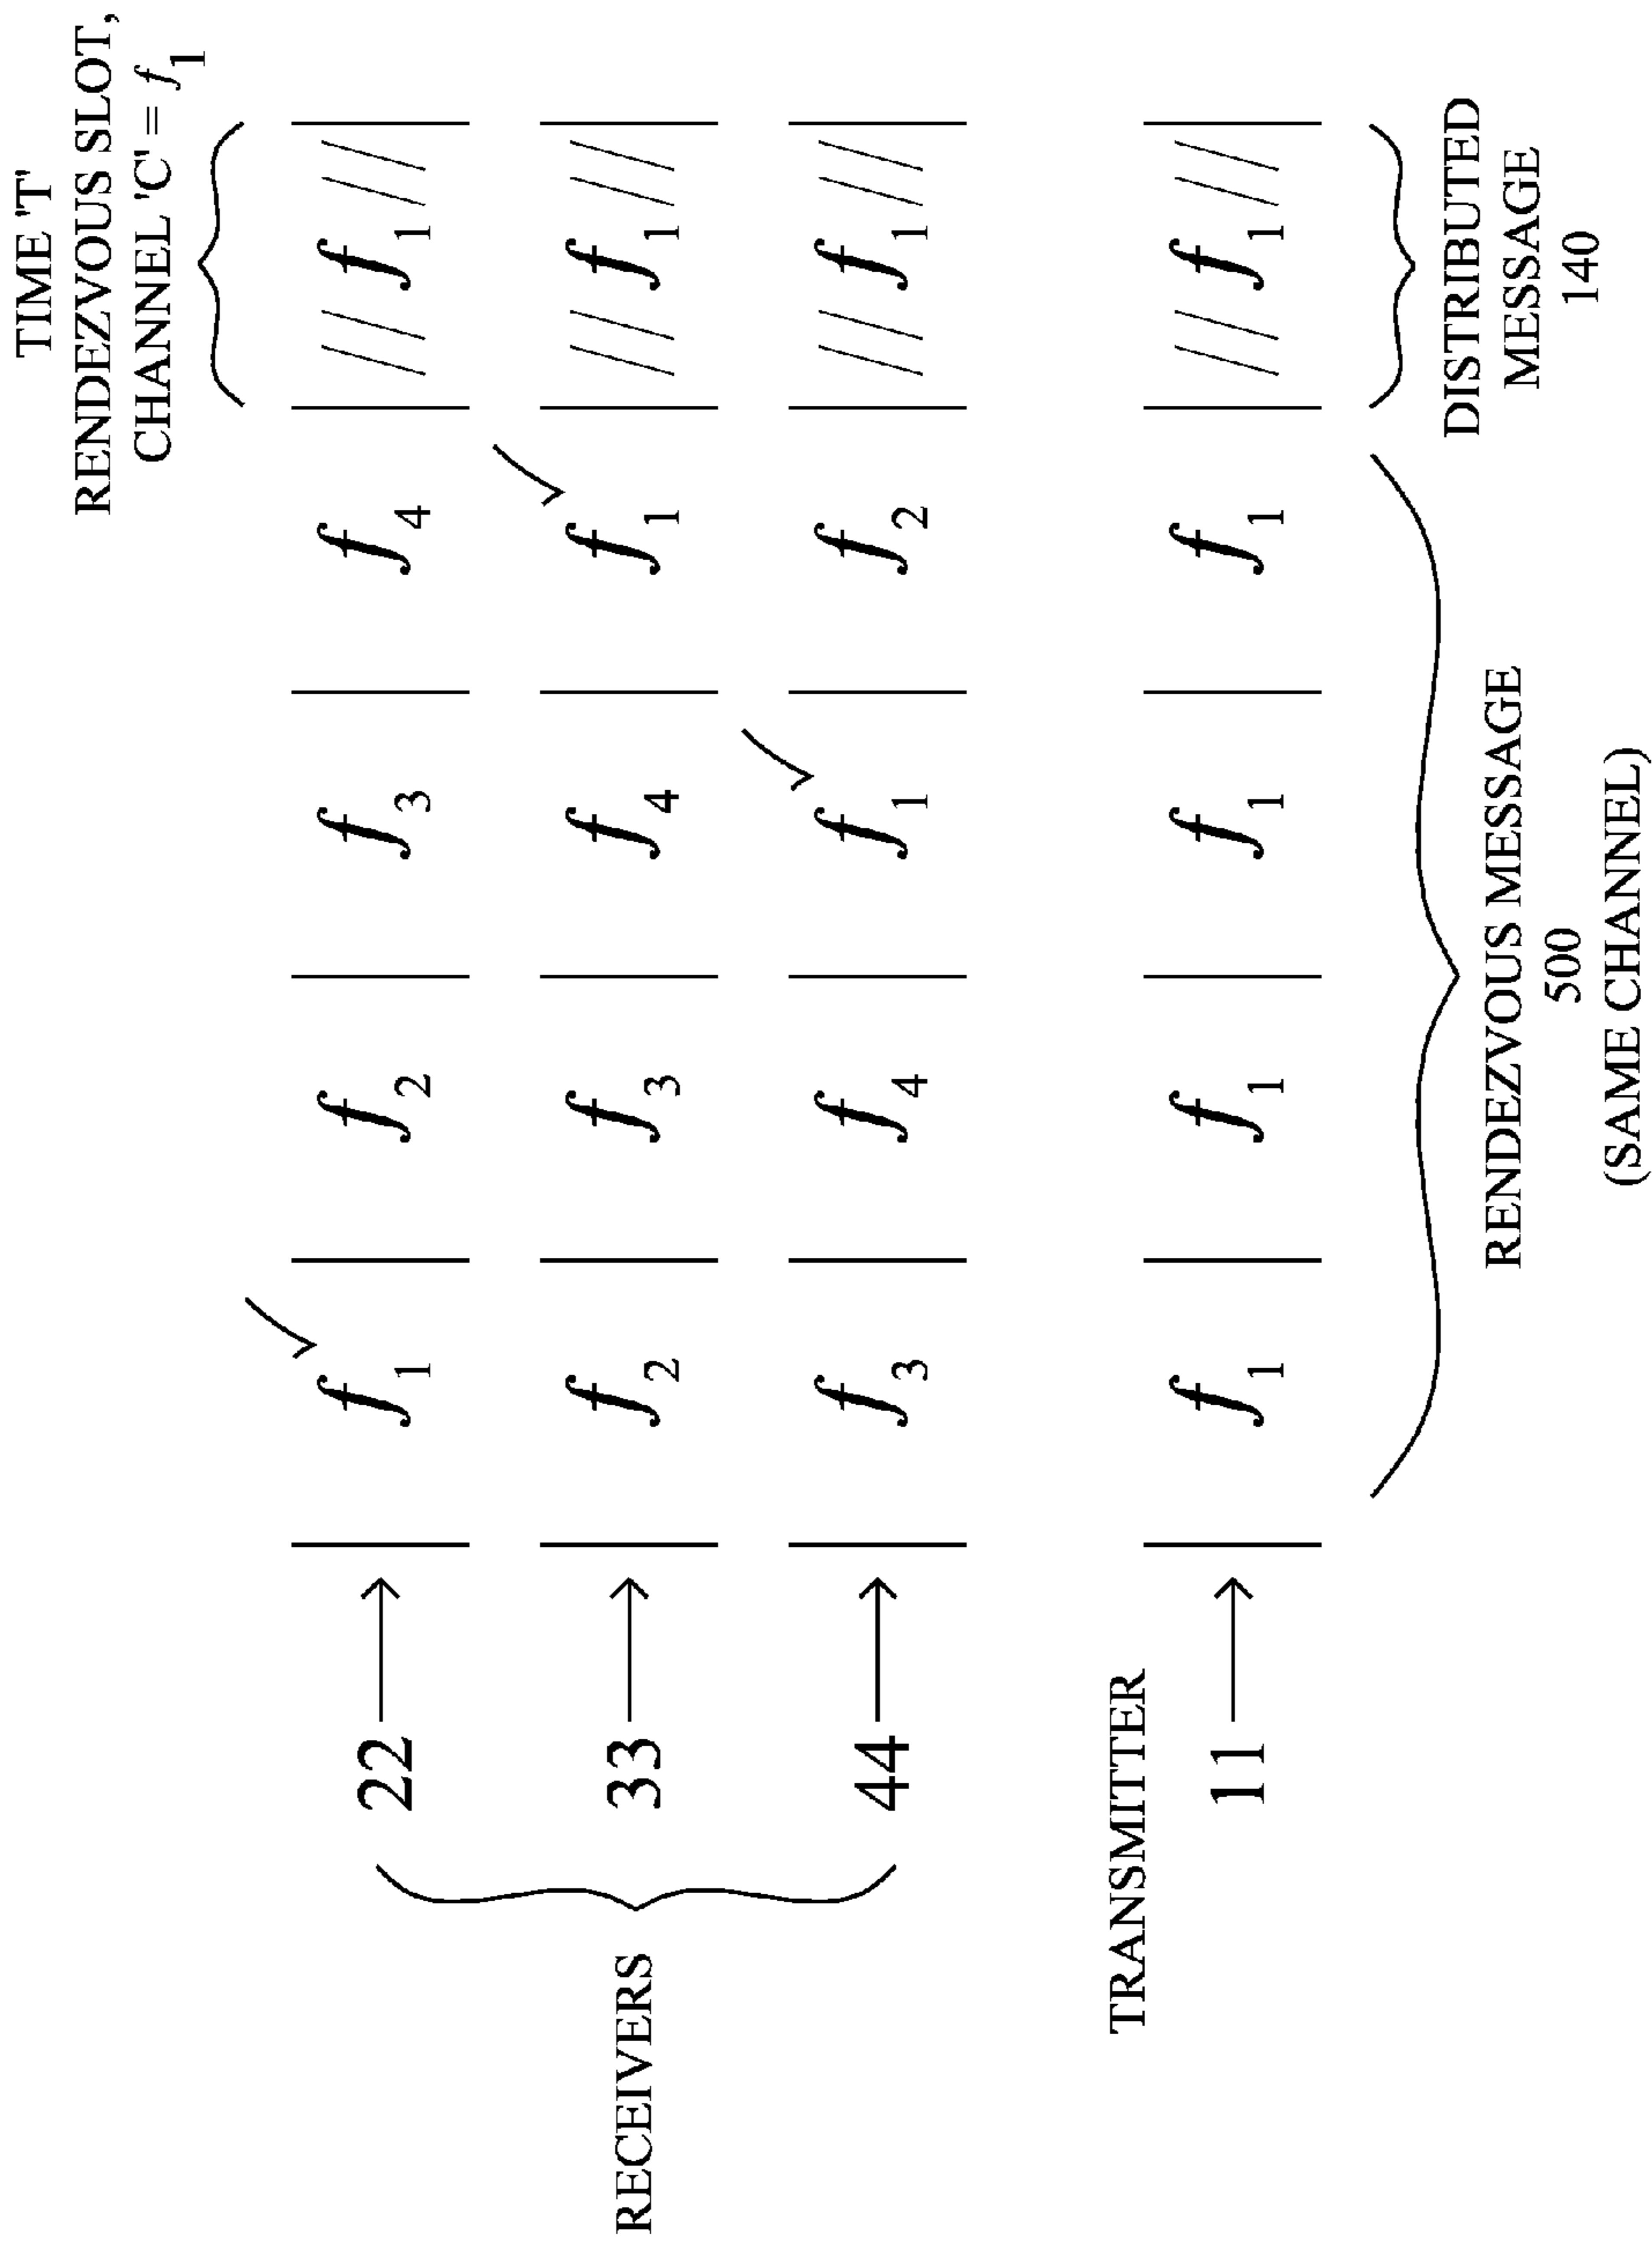 TIME 'T'
RENDEZVOUS SLOT,
CHANNEL 'C' = f1
RECEIVERS
22 f1 f2 f3 f4 f1
33 f2 f3 f4 f1 f1
44 f3 f4 f1 f2 f1
TRANSMITTER
11 f1 f1 f1 f1 f1
RENDEZVOUS MESSAGE
500
(SAME CHANNEL)
DISTRIBUTED
MESSAGE
140